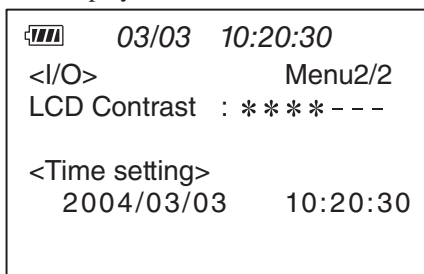 03/03 10:20:30
<I/O> Menu2/2
LCD Contrast : ****---
<Time setting>
2004/03/03 10:20:30